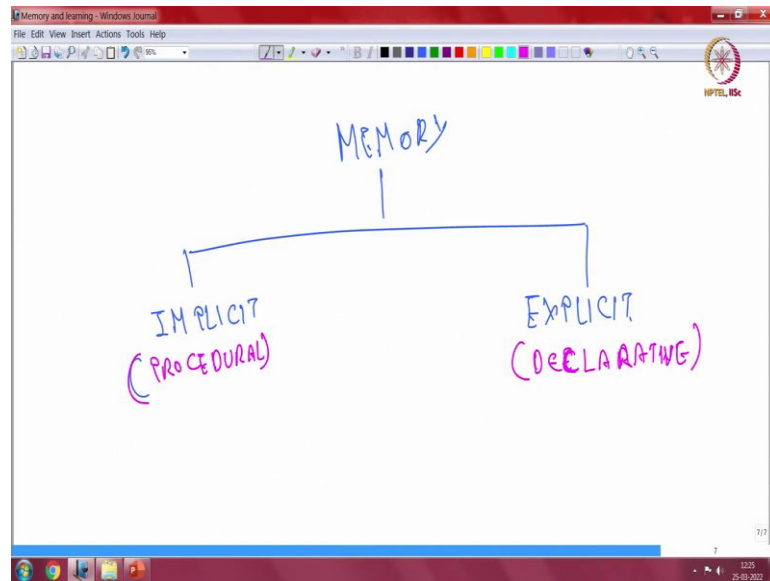 Memory and learning - Windows Journal
File Edit View Insert Actions Tools Help
95%
B I
NPTEL, IISc
MEMORY
IMPLICIT EXPLICIT
(PROCEDURAL) (DECLARATIVE)
7/7
7
12:25
25-03-2022